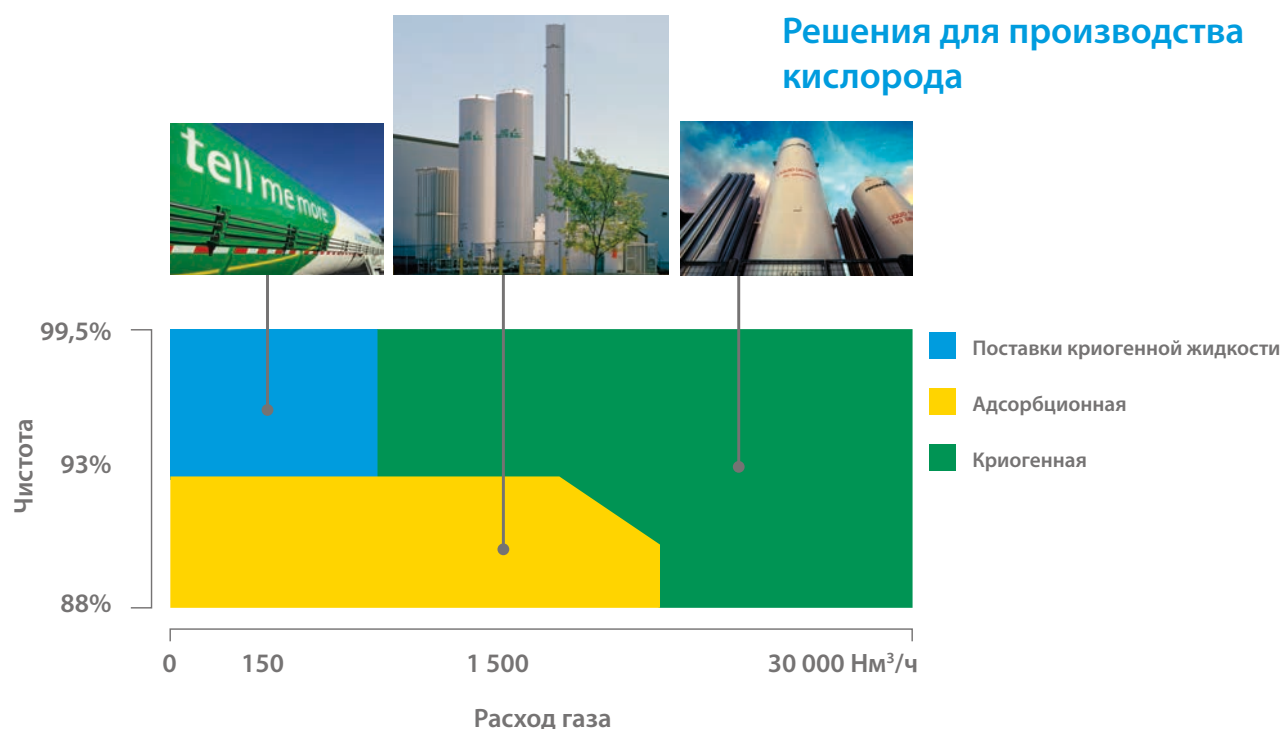 Решения для производства
кислорода
tell me more
99,5%
93%
88%
Чистота
0
150
1 500
30 000 Нм³/ч
Расход газа
Поставки криогенной жидкости
Адсорбционная
Криогенная